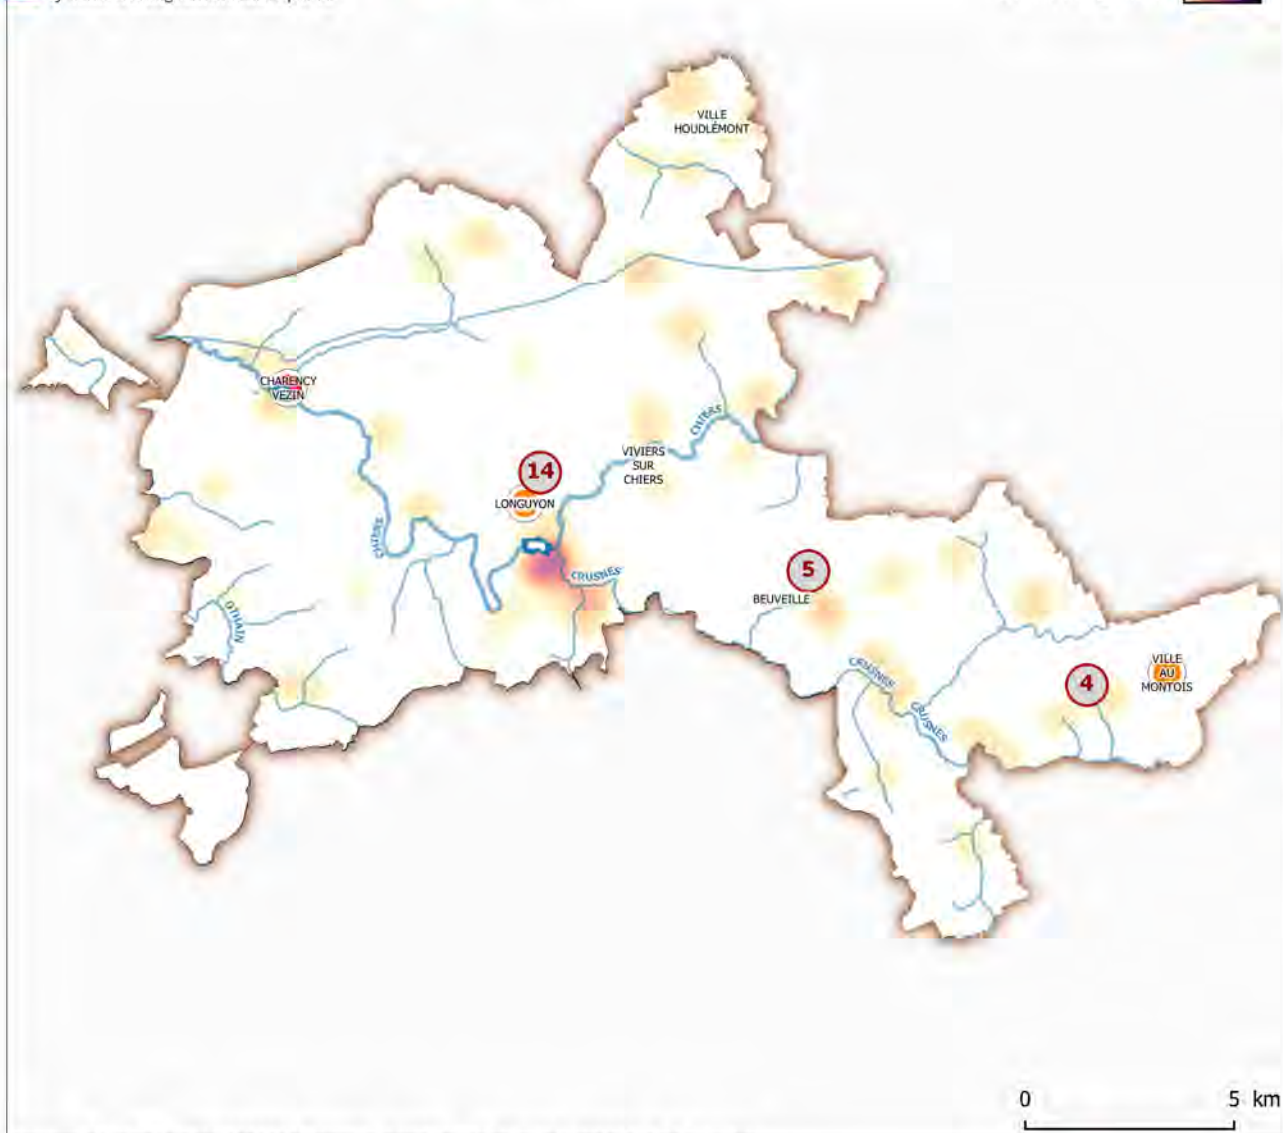 VILLE
HOUDLÉMONT
CHARENCY
VEZIN
CHIERS
VIVIERS
SUR
CHIERS
14
LONGUYON
CHIERS
CRUSNES
5
BEUVEILLE
OTHAIN
CRUSNES
4
VILLE
AU
MONTOIS
CRUSNES
0 5 km